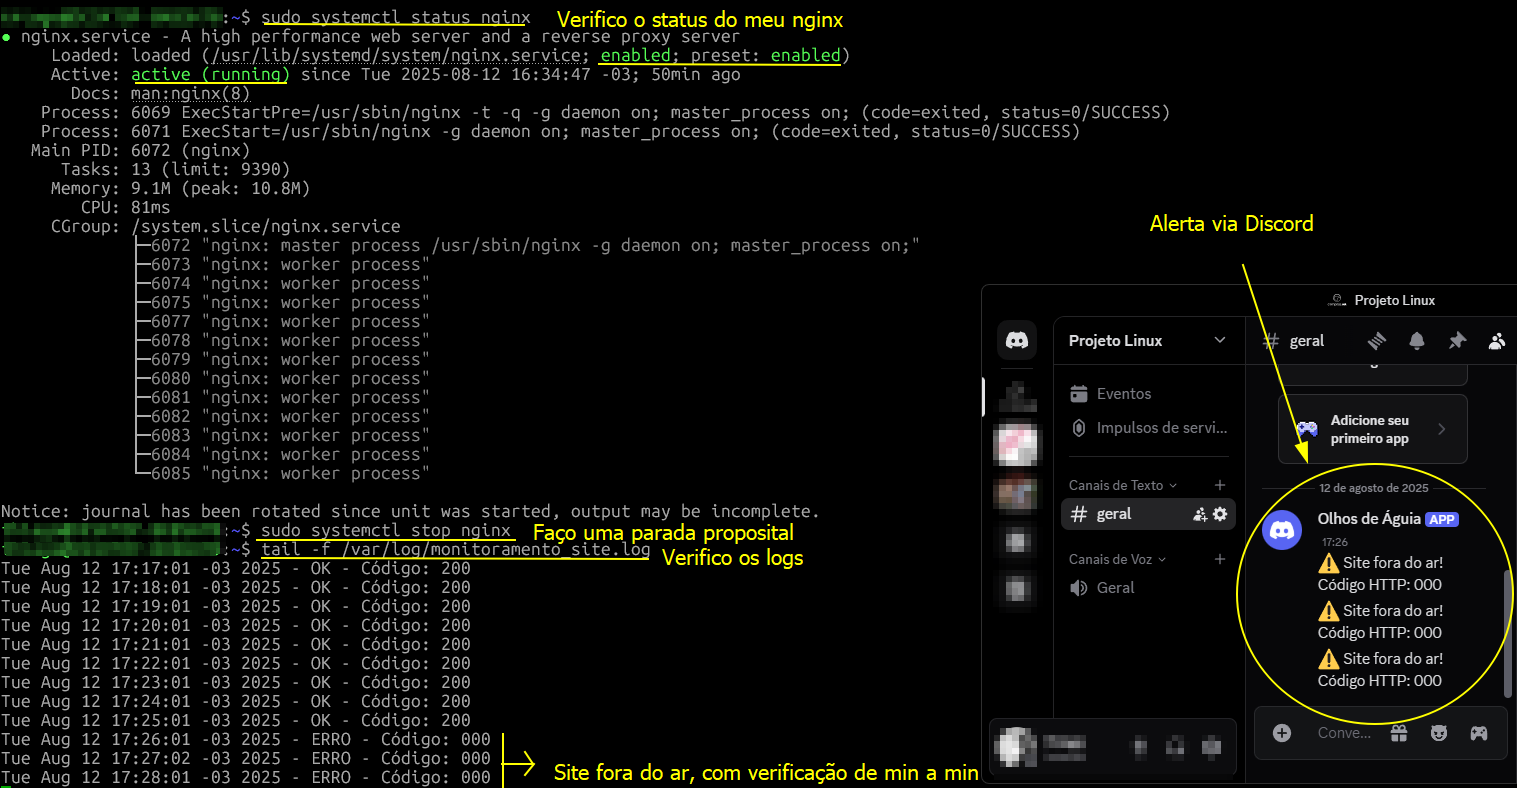 :~$ sudo systemctl status nginx
Verifico o status do meu nginx
● nginx.service - A high performance web server and a reverse proxy server
Loaded: loaded (/usr/lib/systemd/system/nginx.service; enabled; preset: enabled)
Active: active (running) since Tue 2025-08-12 16:34:47 -03; 50min ago
Docs: man:nginx(8)
Process: 6069 ExecStartPre=/usr/sbin/nginx -t -q -g daemon on; master_process on; (code=exited, status=0/SUCCESS)
Process: 6071 ExecStart=/usr/sbin/nginx -g daemon on; master_process on; (code=exited, status=0/SUCCESS)
Main PID: 6072 (nginx)
Tasks: 13 (limit: 9390)
Memory: 9.1M (peak: 10.8M)
CPU: 81ms
CGroup: /system.slice/nginx.service
├─6072 "nginx: master process /usr/sbin/nginx -g daemon on; master_process on;"
├─6073 "nginx: worker process"
├─6074 "nginx: worker process"
├─6075 "nginx: worker process"
├─6077 "nginx: worker process"
├─6078 "nginx: worker process"
├─6079 "nginx: worker process"
├─6080 "nginx: worker process"
├─6081 "nginx: worker process"
├─6082 "nginx: worker process"
├─6083 "nginx: worker process"
├─6084 "nginx: worker process"
└─6085 "nginx: worker process"
Notice: journal has been rotated since unit was started, output may be incomplete.
:~$ sudo systemctl stop nginx
Faço uma parada proposital
:~$ tail -f /var/log/monitoramento_site.log
Verifico os logs
Tue Aug 12 17:17:01 -03 2025 - OK - Código: 200
Tue Aug 12 17:18:01 -03 2025 - OK - Código: 200
Tue Aug 12 17:19:01 -03 2025 - OK - Código: 200
Tue Aug 12 17:20:01 -03 2025 - OK - Código: 200
Tue Aug 12 17:21:01 -03 2025 - OK - Código: 200
Tue Aug 12 17:22:01 -03 2025 - OK - Código: 200
Tue Aug 12 17:23:01 -03 2025 - OK - Código: 200
Tue Aug 12 17:24:01 -03 2025 - OK - Código: 200
Tue Aug 12 17:25:01 -03 2025 - OK - Código: 200
Tue Aug 12 17:26:01 -03 2025 - ERRO - Código: 000
Tue Aug 12 17:27:02 -03 2025 - ERRO - Código: 000
Tue Aug 12 17:28:01 -03 2025 - ERRO - Código: 000
Site fora do ar, com verificação de min a min
Alerta via Discord
Projeto Linux
Projeto Linux
Eventos
Impulsos de servi...
Canais de Texto
# geral
Canais de Voz
Geral
# geral
Adicione seu
primeiro app
12 de agosto de 2025
Olhos de Águia APP
17:26
⚠️ Site fora do ar!
Código HTTP: 000
⚠️ Site fora do ar!
Código HTTP: 000
⚠️ Site fora do ar!
Código HTTP: 000
Conve...